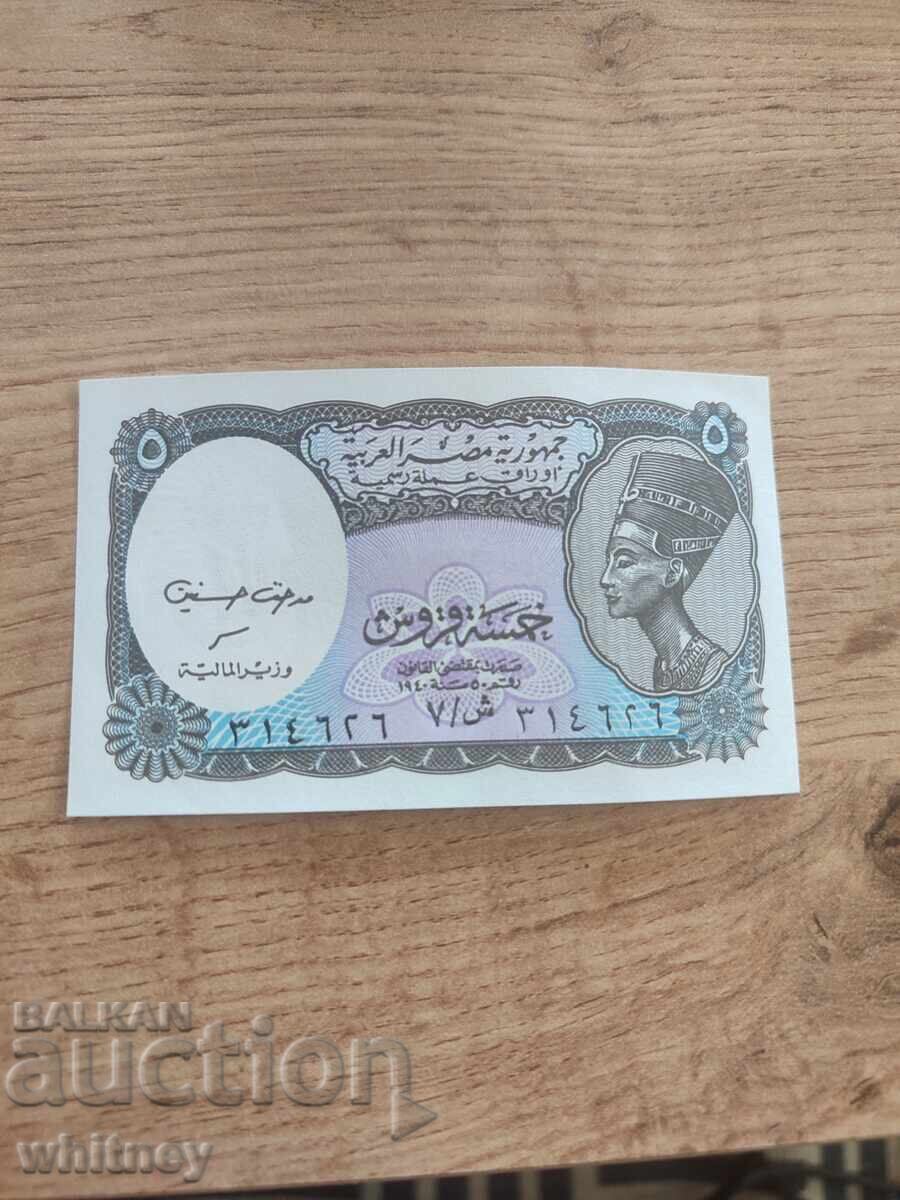 ٥ ٥
جمهورية مصر العربية
أوراق عملة رسمية
خمسة قروش
صدرت بمقتضى القانون
رقم ٥٠ سنة ١٩٤٠
مدحت حسنين
وزير المالية
٣١٤٦٢٦ ش/٧ ٣١٤٦٢٦
BALKAN
auction
whitney